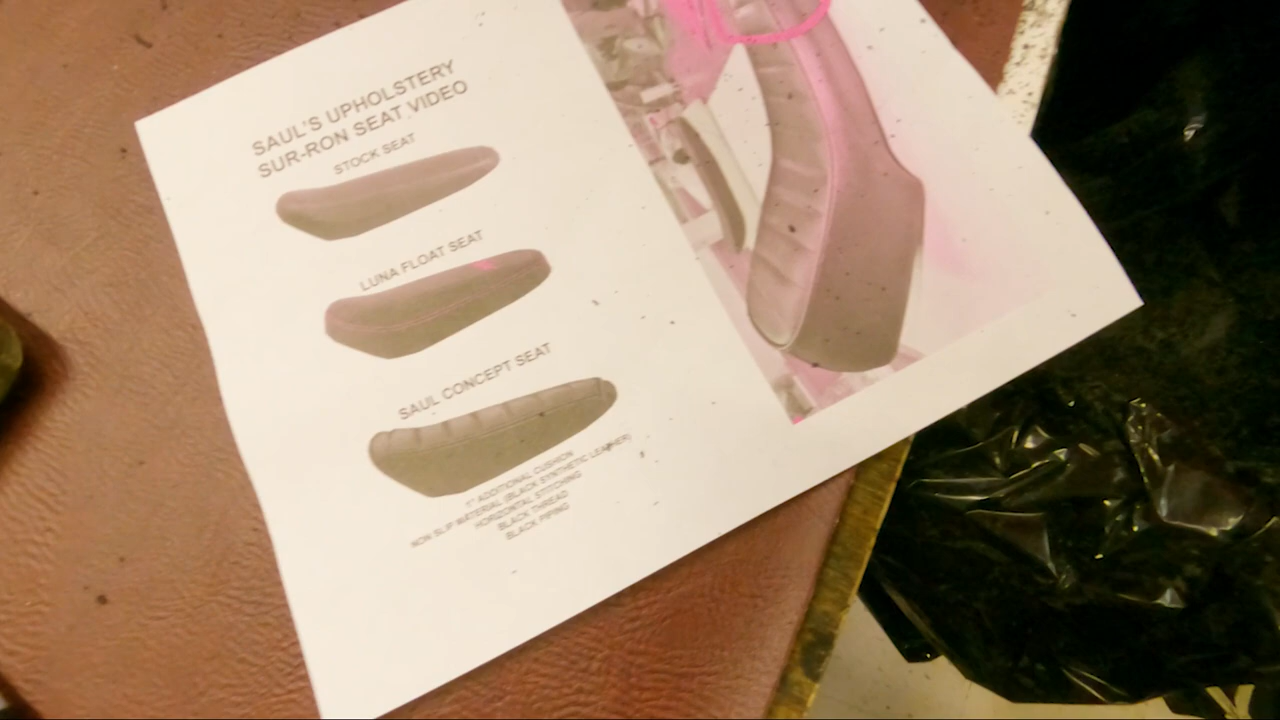 SAUL'S UPHOLSTERY
SUR-RON SEAT VIDEO
STOCK SEAT
LUNA FLOAT SEAT
SAUL CONCEPT SEAT
1" ADDITIONAL CUSHION
NON SLIP MATERIAL (BLACK SYNTHETIC LEATHER)
HORIZONTAL STITCHING
BLACK THREAD
BLACK PIPING